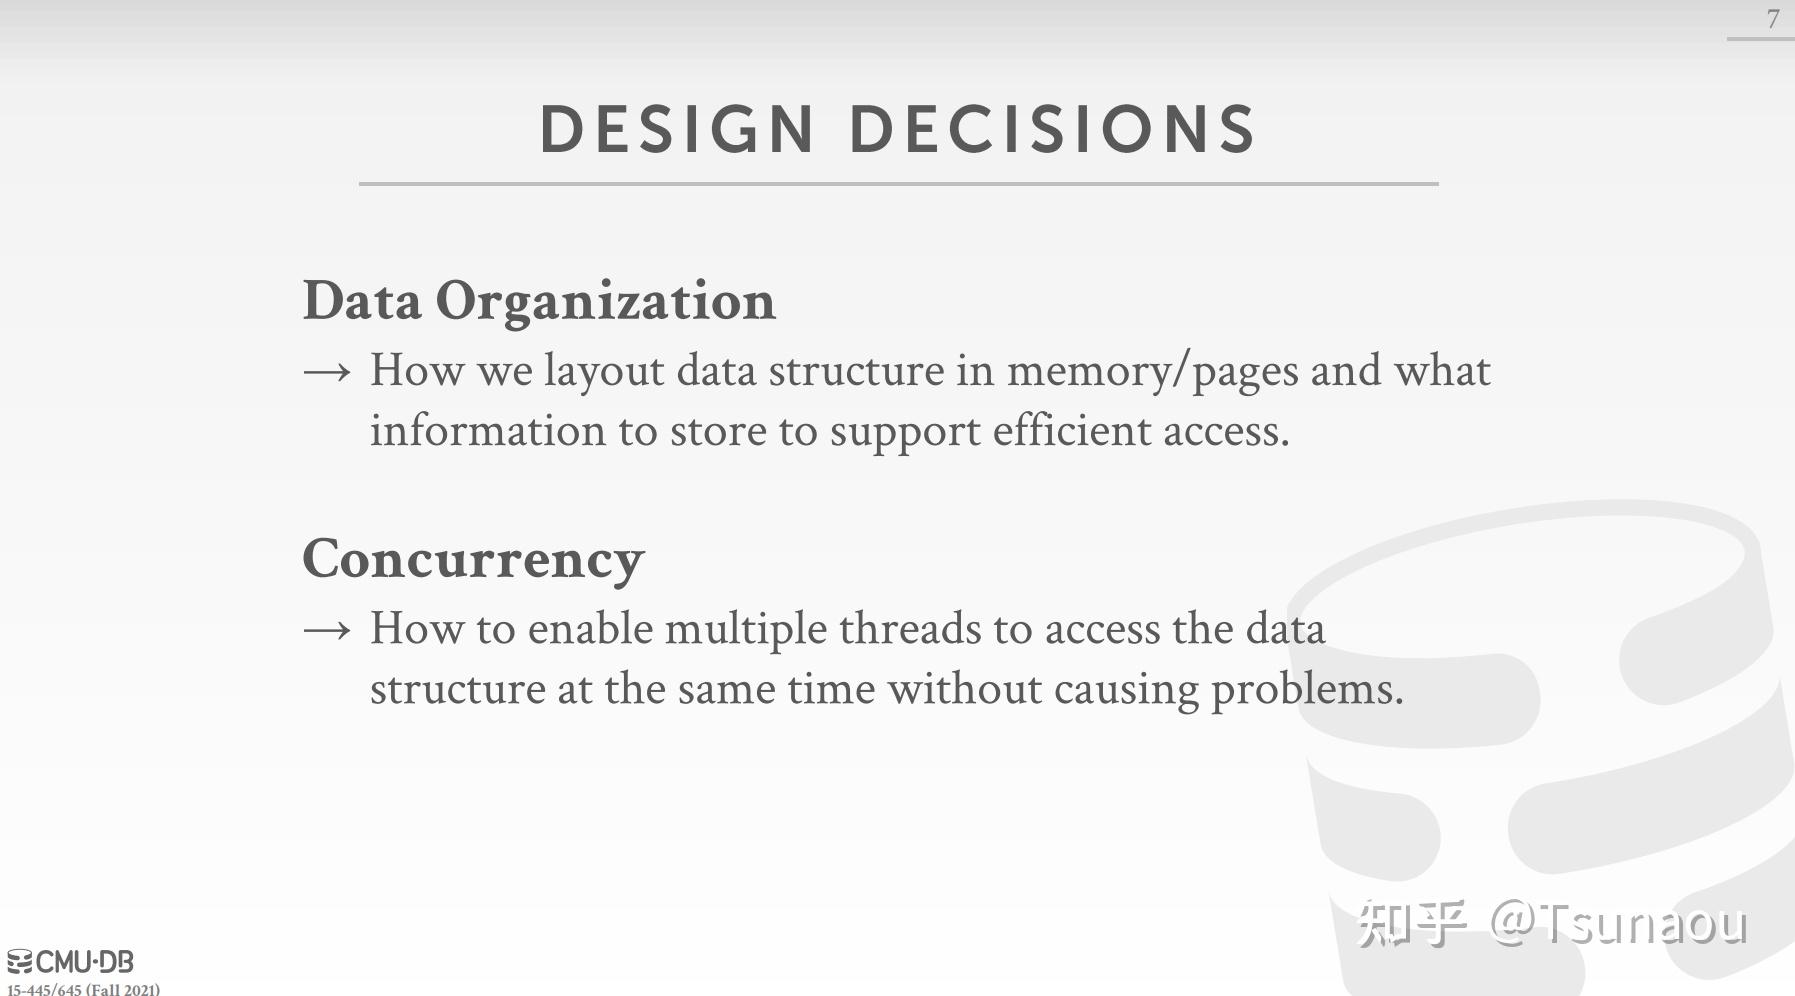 7
DESIGN DECISIONS
Data Organization
→ How we layout data structure in memory/pages and what
information to store to support efficient access.
Concurrency
→ How to enable multiple threads to access the data
structure at the same time without causing problems.
知乎 @Tsunaou
CMU·DB
15-445/645 (Fall 2021)